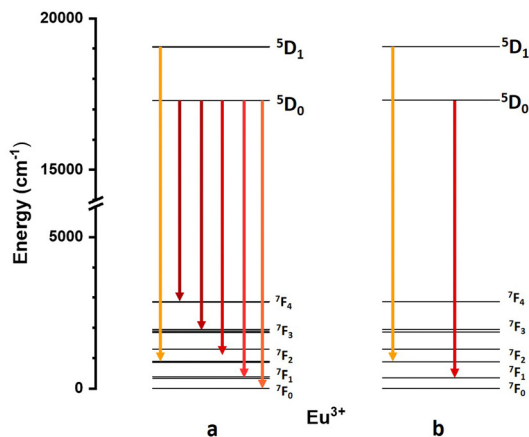 20000
15000
5000
0
Energy (cm⁻¹)
⁵D₁
⁵D₀
⁷F₄
⁷F₃
⁷F₂
⁷F₁
⁷F₀
a
⁵D₁
⁵D₀
⁷F₄
⁷F₃
⁷F₂
⁷F₁
⁷F₀
b
Eu³⁺